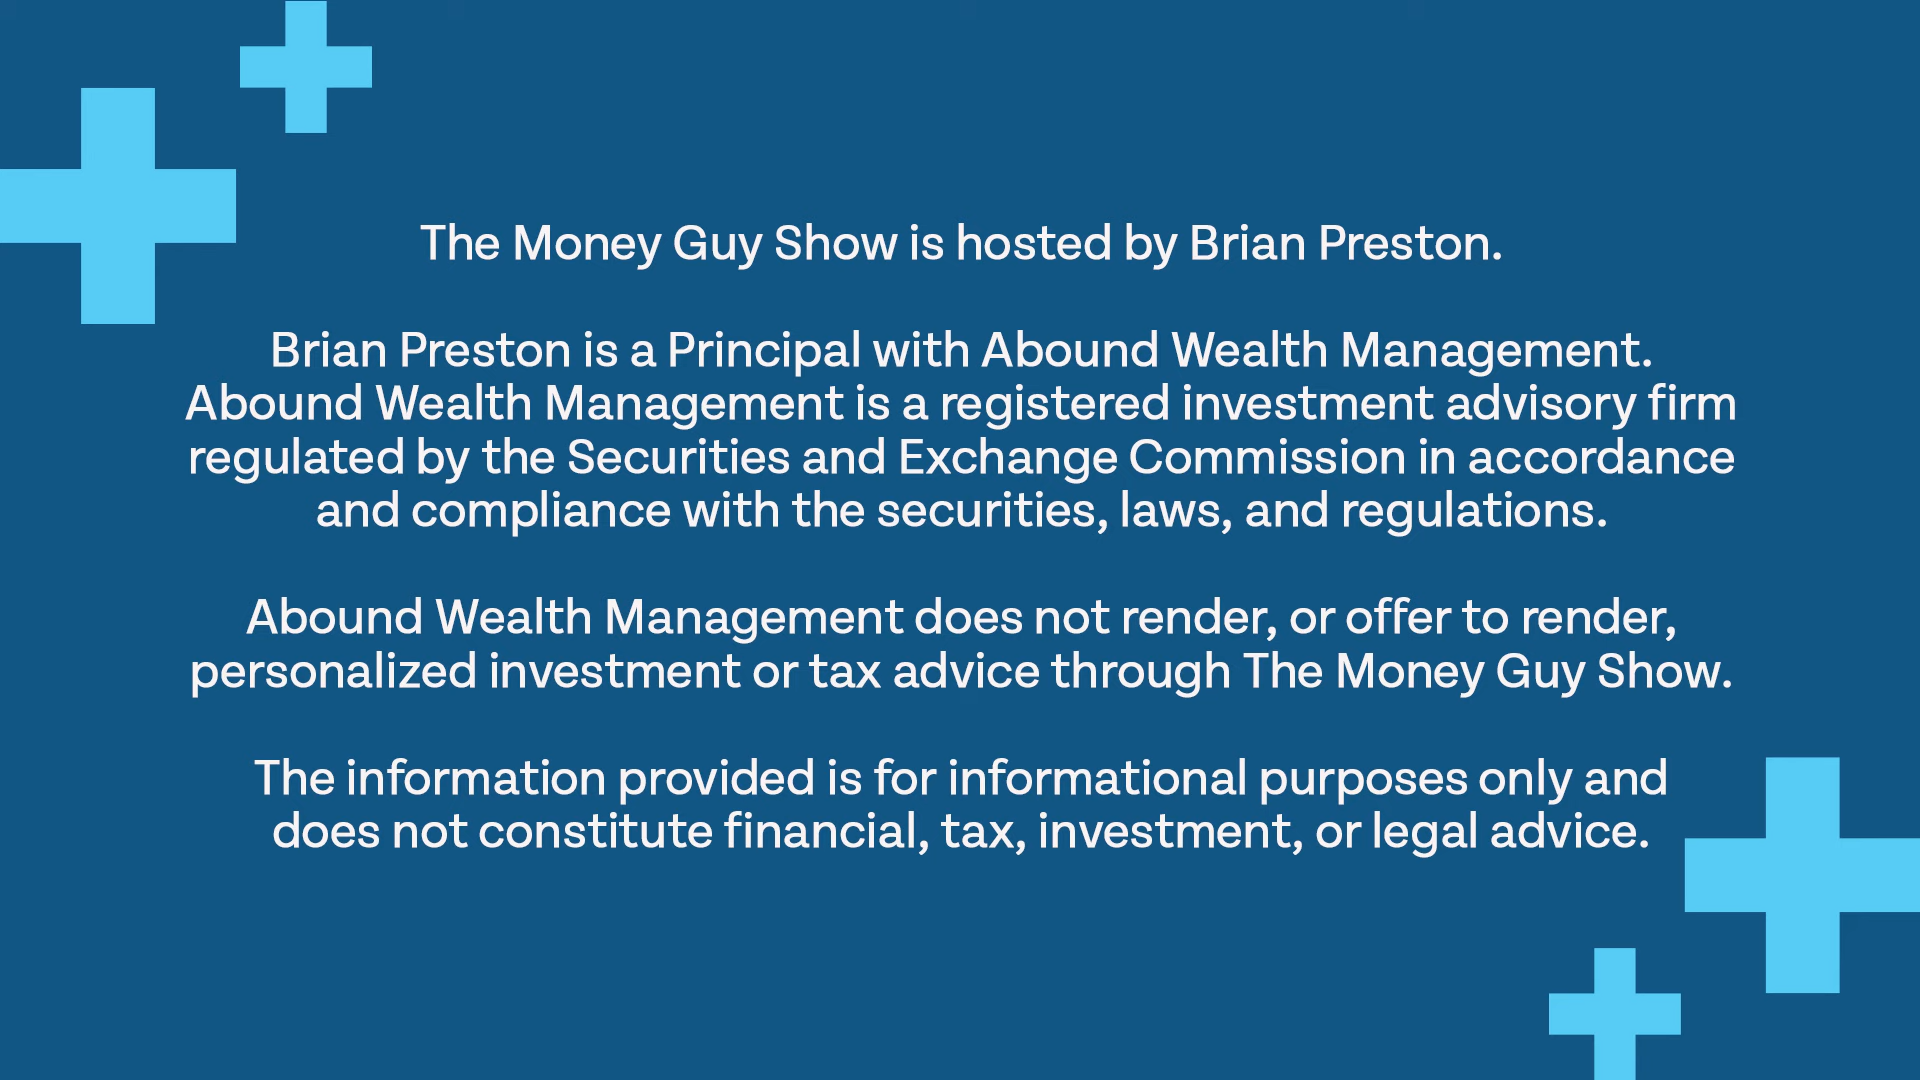 The Money Guy Show is hosted by Brian Preston.
Brian Preston is a Principal with Abound Wealth Management.
Abound Wealth Management is a registered investment advisory firm
regulated by the Securities and Exchange Commission in accordance
and compliance with the securities, laws, and regulations.
Abound Wealth Management does not render, or offer to render,
personalized investment or tax advice through The Money Guy Show.
The information provided is for informational purposes only and
does not constitute financial, tax, investment, or legal advice.